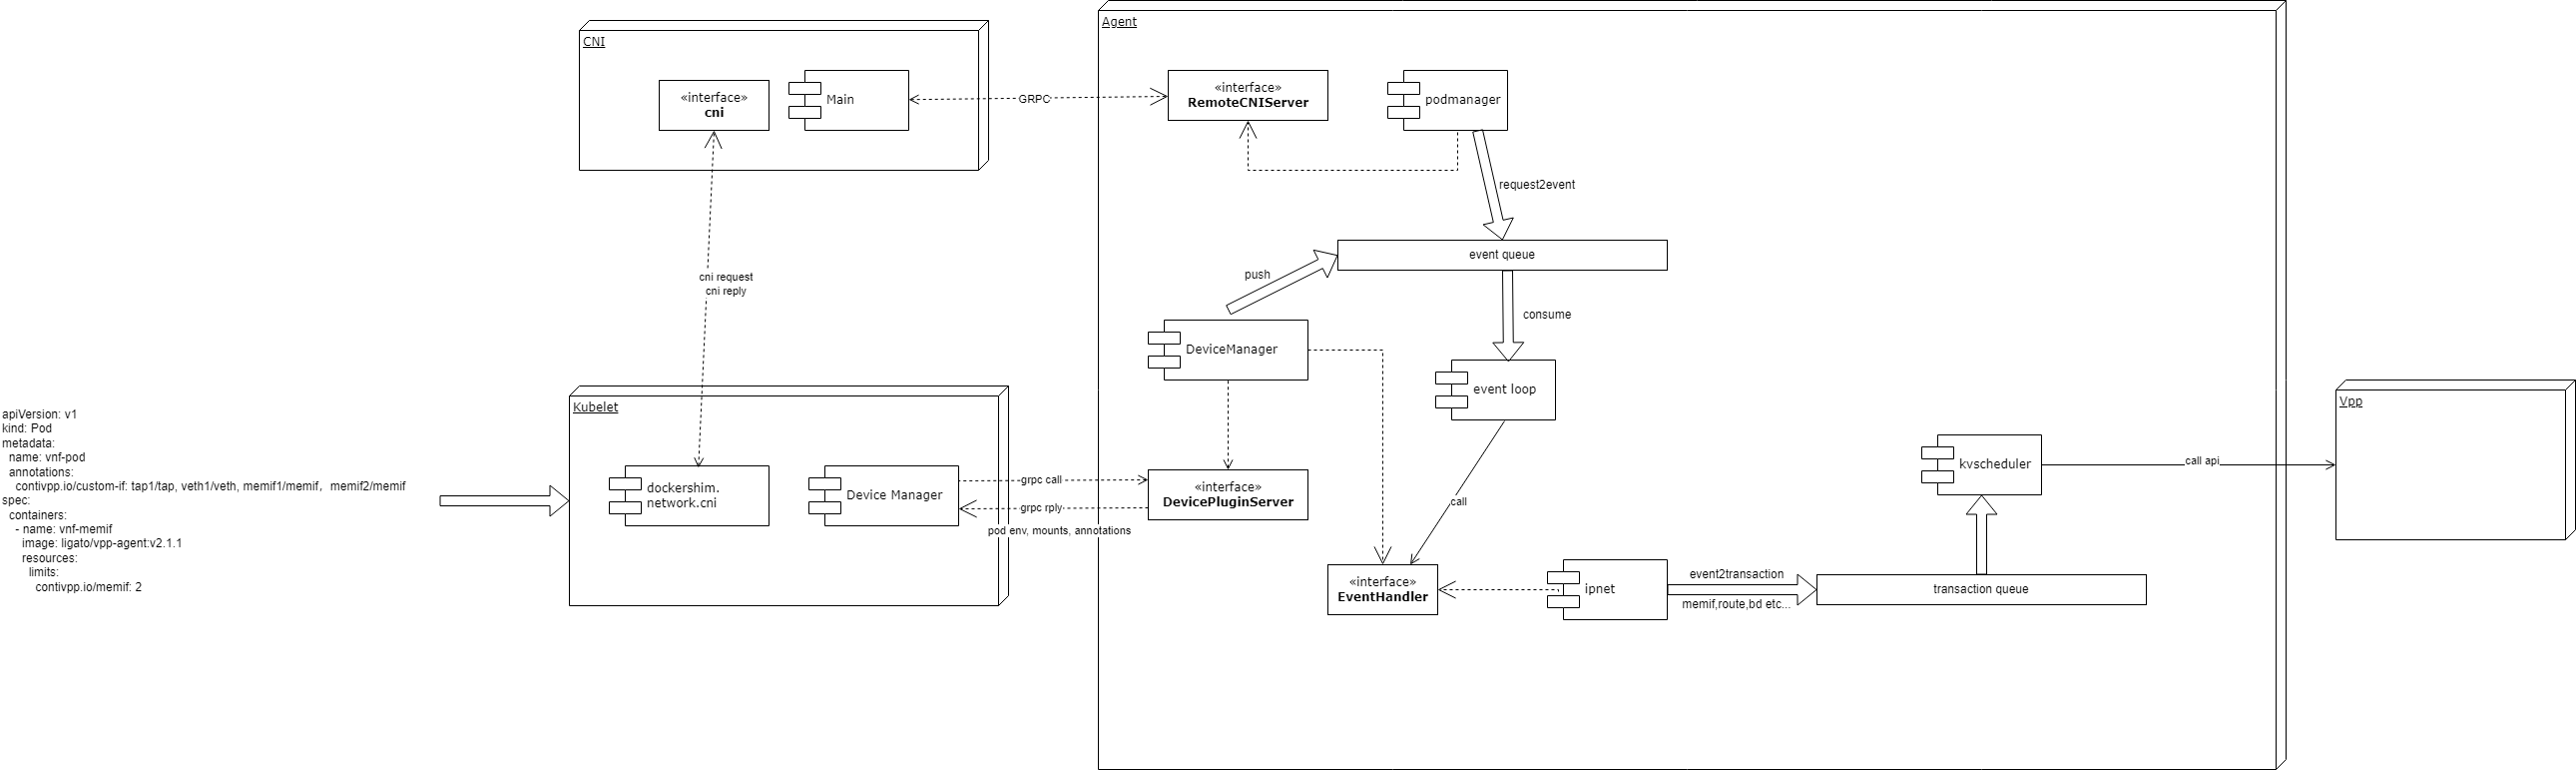 Agent
CNI
«interface»
cni
Main
GRPC
«interface»
RemoteCNIServer
podmanager
request2event
event queue
push
consume
cni request
cni reply
DeviceManager
event loop
Kubelet
dockershim.
network.cni
Device Manager
grpc call
grpc rply
pod env, mounts, annotations
«interface»
DevicePluginServer
call
«interface»
EventHandler
ipnet
event2transaction
memif,route,bd etc...
transaction queue
kvscheduler
call api
Vpp
apiVersion: v1
kind: Pod
metadata:
name: vnf-pod
annotations:
contivpp.io/custom-if: tap1/tap, veth1/veth, memif1/memif，memif2/memif
spec:
containers:
- name: vnf-memif
image: ligato/vpp-agent:v2.1.1
resources:
limits:
contivpp.io/memif: 2